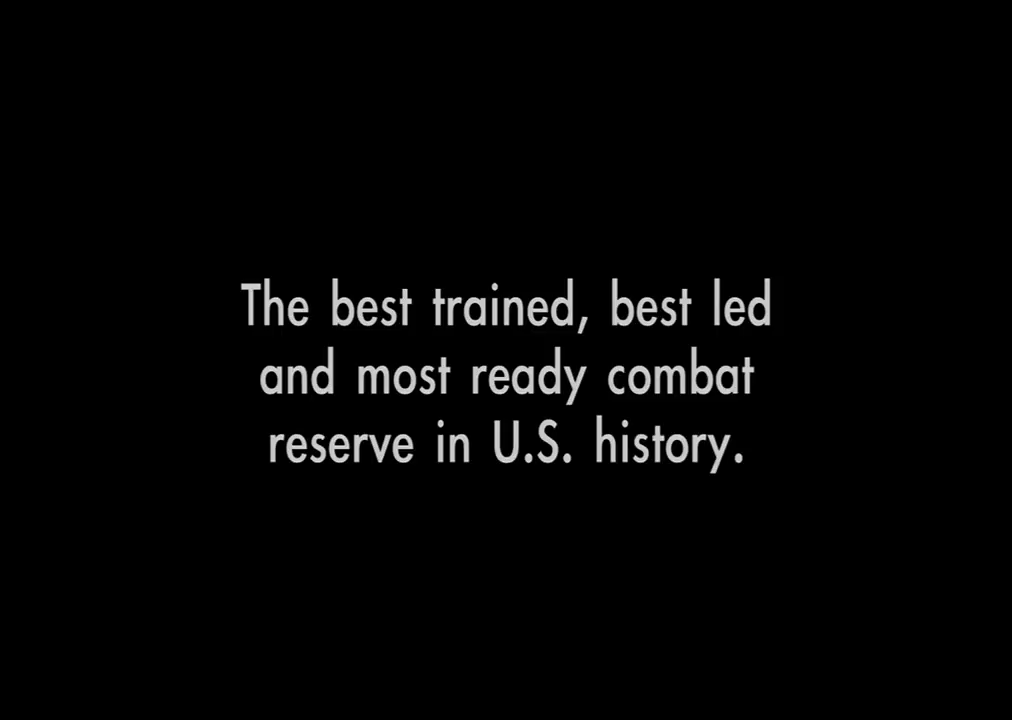 The best trained, best led
and most ready combat
reserve in U.S. history.